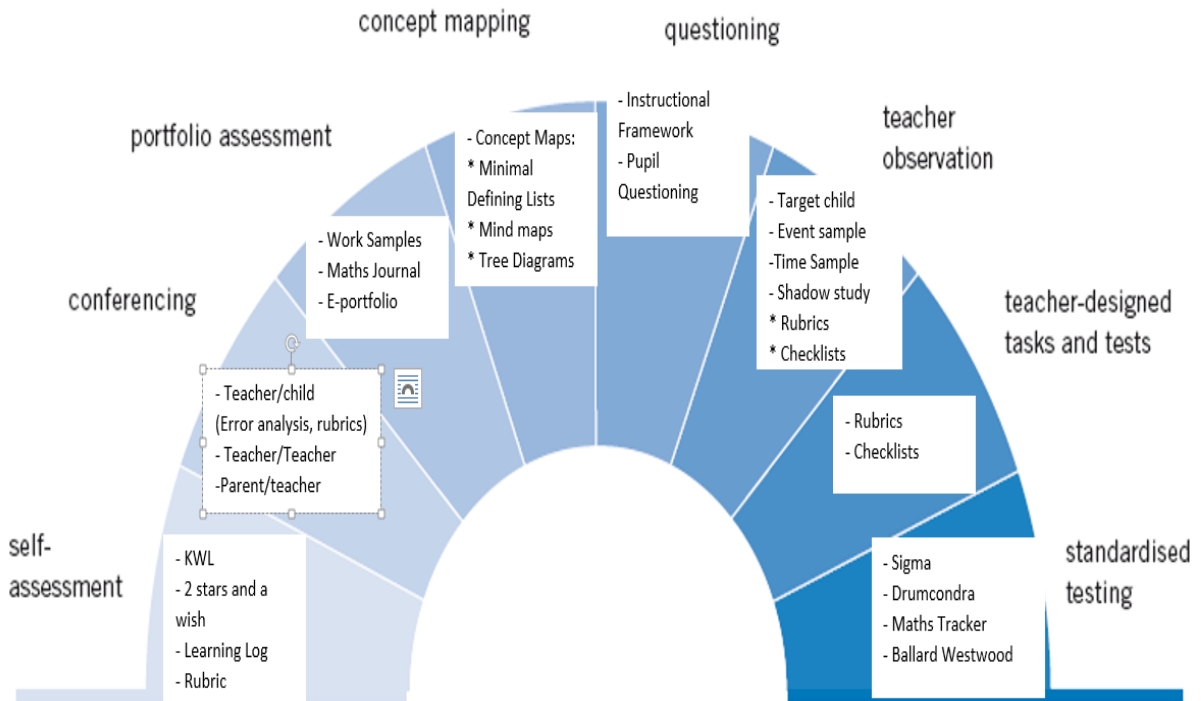 concept mapping
questioning
portfolio assessment
teacher
observation
conferencing
teacher-designed
tasks and tests
self-
assessment
standardised
testing
- KWL
- 2 stars and a
wish
- Learning Log
- Rubric
- Teacher/child
(Error analysis, rubrics)
- Teacher/Teacher
-Parent/teacher
- Work Samples
- Maths Journal
- E-portfolio
- Concept Maps:
* Minimal
Defining Lists
* Mind maps
* Tree Diagrams
- Instructional
Framework
- Pupil
Questioning
- Target child
- Event sample
-Time Sample
- Shadow study
* Rubrics
* Checklists
- Rubrics
- Checklists
- Sigma
- Drumcondra
- Maths Tracker
- Ballard Westwood